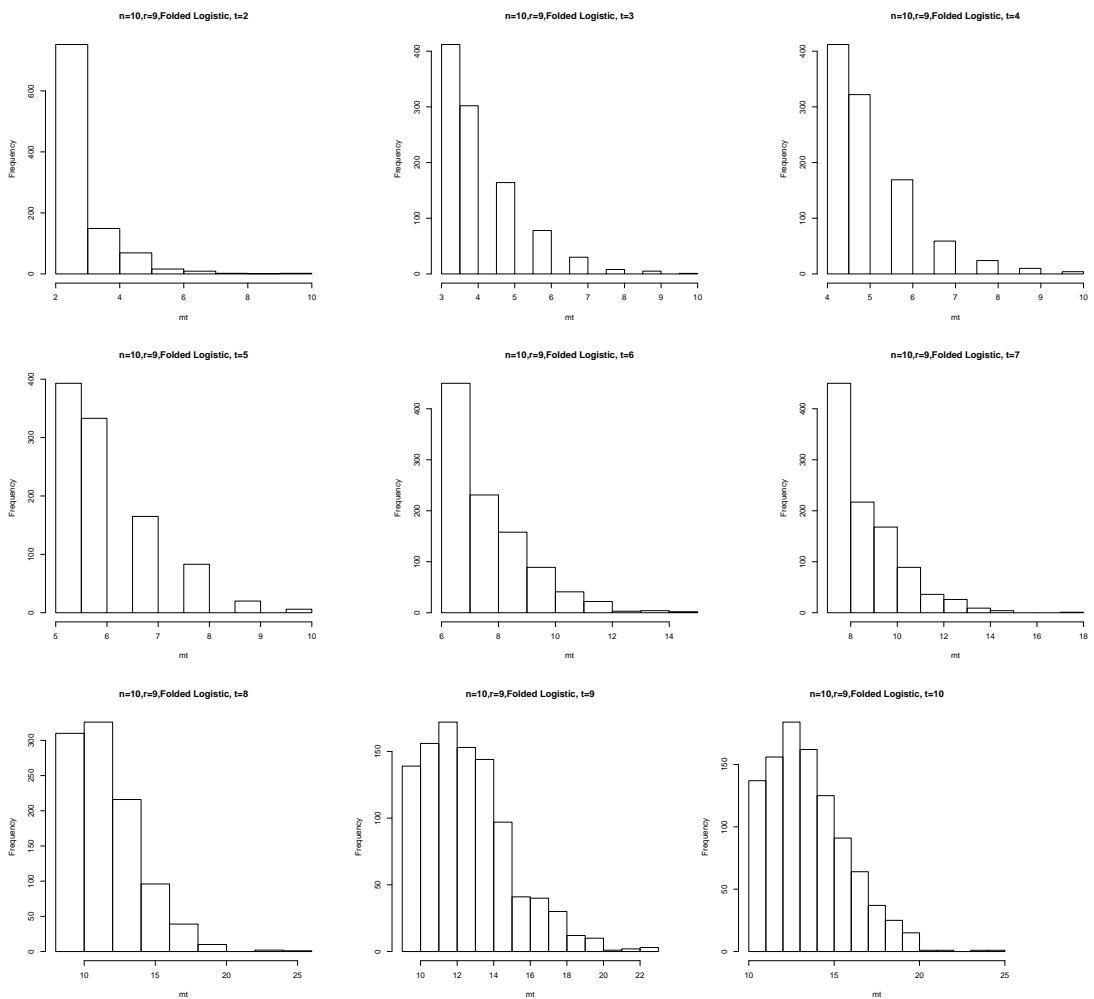 n=10,r=9,Folded Logistic, t=2
Frequency
0 200 400 600
2 4 6 8 10
mt
n=10,r=9,Folded Logistic, t=3
Frequency
0 100 200 300 400
3 4 5 6 7 8 9 10
mt
n=10,r=9,Folded Logistic, t=4
Frequency
0 100 200 300 400
4 5 6 7 8 9 10
mt
n=10,r=9,Folded Logistic, t=5
Frequency
0 100 200 300 400
5 6 7 8 9 10
mt
n=10,r=9,Folded Logistic, t=6
Frequency
0 100 200 300 400
6 8 10 12 14
mt
n=10,r=9,Folded Logistic, t=7
Frequency
0 100 200 300 400
8 10 12 14 16 18
mt
n=10,r=9,Folded Logistic, t=8
Frequency
0 50 100 150 200 250 300
10 15 20 25
mt
n=10,r=9,Folded Logistic, t=9
Frequency
0 50 100 150
10 12 14 16 18 20 22
mt
n=10,r=9,Folded Logistic, t=10
Frequency
0 50 100 150
10 15 20 25
mt